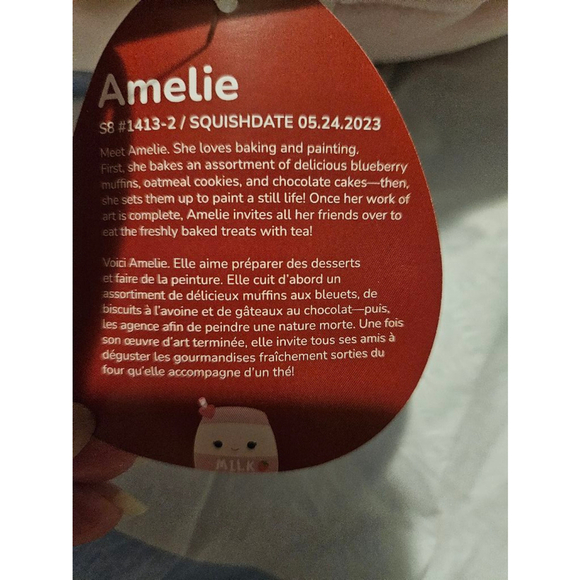 Amelie
SB #1413-2 / SQUISHDATE 05.24.2023
Meet Amelie. She loves baking and painting.
First, she bakes an assortment of delicious blueberry
muffins, oatmeal cookies, and chocolate cakes—then,
she sets them up to paint a still life! Once her work of
art is complete, Amelie invites all her friends over to
eat the freshly baked treats with tea!
Voici Amelie. Elle aime préparer des desserts
et faire de la peinture. Elle cuit d'abord un
assortiment de délicieux muffins aux bleuets, de
biscuits à l'avoine et de gâteaux au chocolat—puis,
les agence afin de peindre une nature morte. Une fois
son œuvre d'art terminée, elle invite tous ses amis à
déguster les gourmandises fraîchement sorties du
four qu'elle accompagne d'un thé!
MILK